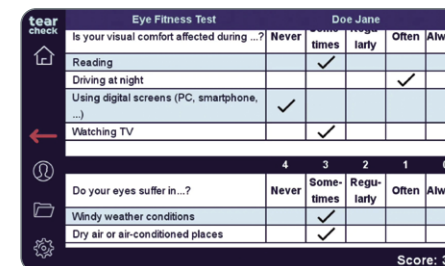 tear
check
Eye Fitness Test Doe Jane
Is your visual comfort affected during ...? Never Some-times Regu-larly Often
Reading
Driving at night
Using digital screens (PC, smartphone,
...)
Watching TV
4 3 2 1
Do your eyes suffer in...? Never Some-times Regu-larly Often
Windy weather conditions
Dry air or air-conditioned places
Score: